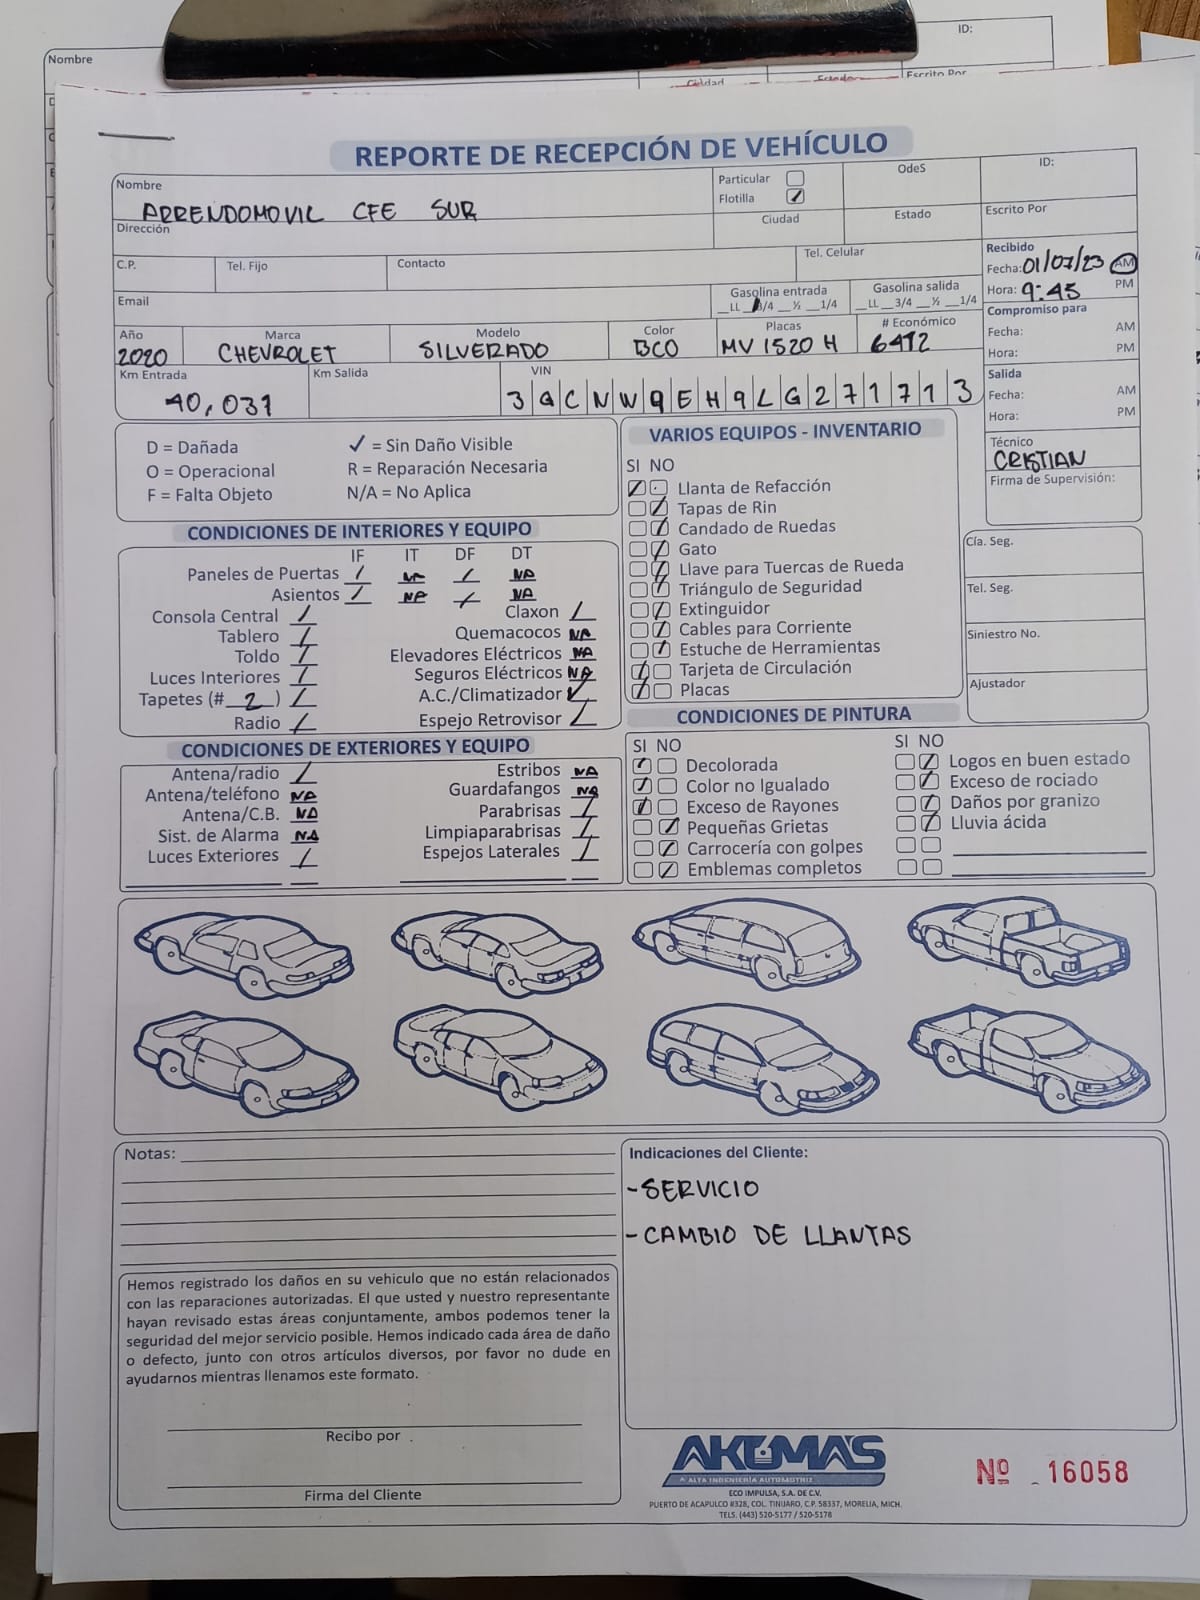 Nombre
ID:
Ciudad
Estado
Escrito Por
REPORTE DE RECEPCIÓN DE VEHÍCULO
Nombre
ARRENDOMOVIL CFE SUR
Particular
Flotilla
OdeS
ID:
Dirección
Ciudad
Estado
Escrito Por
C.P.
Tel. Fijo
Contacto
Tel. Celular
Recibido
Fecha: 01/07/23 AM
Hora: 9:45 PM
Email
Gasolina entrada
__LL __3/4 __½ __1/4
Gasolina salida
__LL __3/4 __½ __1/4
Compromiso para
Fecha: AM
Hora: PM
Año
2020
Marca
CHEVROLET
Modelo
SILVERADO
Color
BCO
Placas
MV 1520 H
# Económico
6472
Km Entrada
40,031
Km Salida
VIN
3GCNW9EH9LG271713
Salida
Fecha: AM
Hora: PM
Técnico
CRISTIAN
Firma de Supervisión:
D = Dañada
✓ = Sin Daño Visible
O = Operacional
R = Reparación Necesaria
F = Falta Objeto
N/A = No Aplica
CONDICIONES DE INTERIORES Y EQUIPO
IF IT DF DT
Paneles de Puertas / NA / NA
Asientos / NA / NA
Consola Central /
Claxon /
Tablero /
Quemacocos NA
Toldo /
Elevadores Eléctricos NA
Luces Interiores /
Seguros Eléctricos NA
Tapetes (# 2 ) /
A.C./Climatizador ✓
Radio /
Espejo Retrovisor /
CONDICIONES DE EXTERIORES Y EQUIPO
Antena/radio /
Estribos NA
Antena/teléfono NA
Guardafangos NA
Antena/C.B. NA
Parabrisas /
Sist. de Alarma NA
Limpiaparabrisas /
Luces Exteriores /
Espejos Laterales /
VARIOS EQUIPOS - INVENTARIO
SI NO
Llanta de Refacción
Tapas de Rin
Candado de Ruedas
Gato
Llave para Tuercas de Rueda
Triángulo de Seguridad
Extinguidor
Cables para Corriente
Estuche de Herramientas
Tarjeta de Circulación
Placas
Cía. Seg.
Tel. Seg.
Siniestro No.
Ajustador
CONDICIONES DE PINTURA
SI NO
Decolorada
Color no Igualado
Exceso de Rayones
Pequeñas Grietas
Carrocería con golpes
Emblemas completos
SI NO
Logos en buen estado
Exceso de rociado
Daños por granizo
Lluvia ácida
Notas:
Indicaciones del Cliente:
-SERVICIO
-CAMBIO DE LLANTAS
Hemos registrado los daños en su vehiculo que no están relacionados
con las reparaciones autorizadas. El que usted y nuestro representante
hayan revisado estas áreas conjuntamente, ambos podemos tener la
seguridad del mejor servicio posible. Hemos indicado cada área de daño
o defecto, junto con otros artículos diversos, por favor no dude en
ayudarnos mientras llenamos este formato.
Recibo por
Firma del Cliente
AKUMA'S
ALTA INGENIERÍA AUTOMOTRIZ
ECO IMPULSA, S.A. DE C.V.
PUERTO DE ACAPULCO #328, COL. TINIJARO, C.P. 58337, MORELIA, MICH.
TELS. (443) 520-5177 / 520-5178
Nº 16058